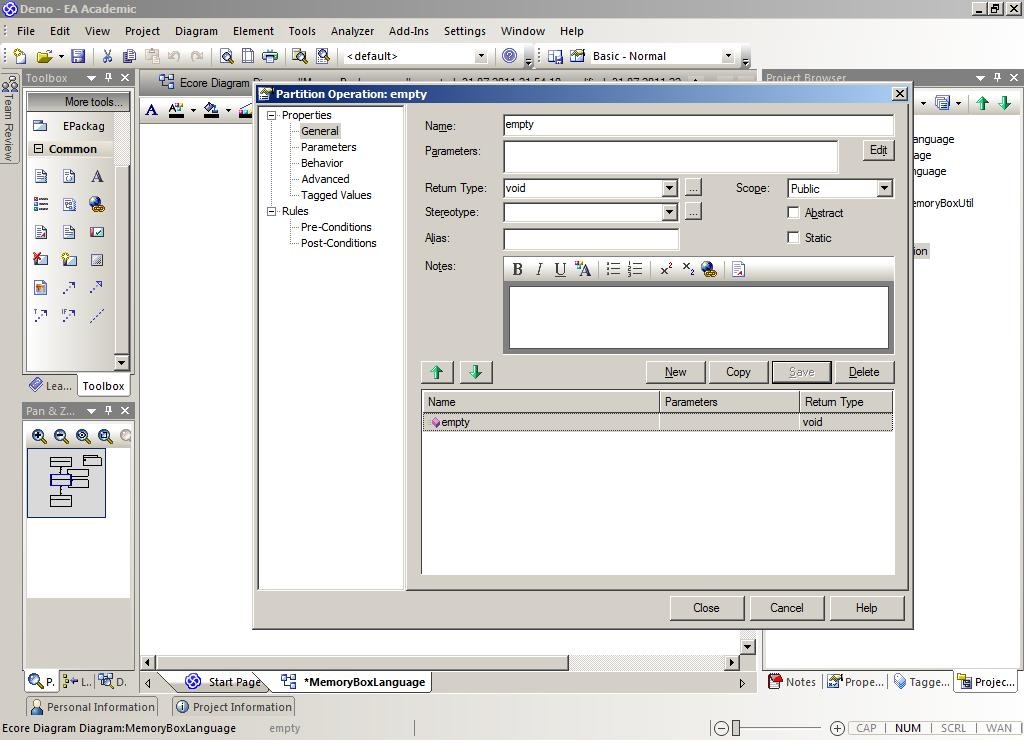 Demo - EA Academic
File Edit View Project Diagram Element Tools Analyzer Add-Ins Settings Window Help
<default> Basic - Normal
Toolbox
Team Review
More tools...
EPackag
Common
Lea... Toolbox
Pan & Z...
P. L.. D.
Ecore Diagram
Project Browser
anguage
age
nguage
emoryBoxUtil
ion
Partition Operation: empty
Properties
General
Parameters
Behavior
Advanced
Tagged Values
Rules
Pre-Conditions
Post-Conditions
Name: empty
Parameters: Edit
Return Type: void ... Scope: Public
Stereotype: ... Abstract
Alias: Static
Notes:
B I U A x² x₂
New Copy Save Delete
Name Parameters Return Type
empty void
Close Cancel Help
Start Page *MemoryBoxLanguage
Notes Prope... Tagge... Projec...
Personal Information Project Information
Ecore Diagram Diagram:MemoryBoxLanguage empty CAP NUM SCRL WAN